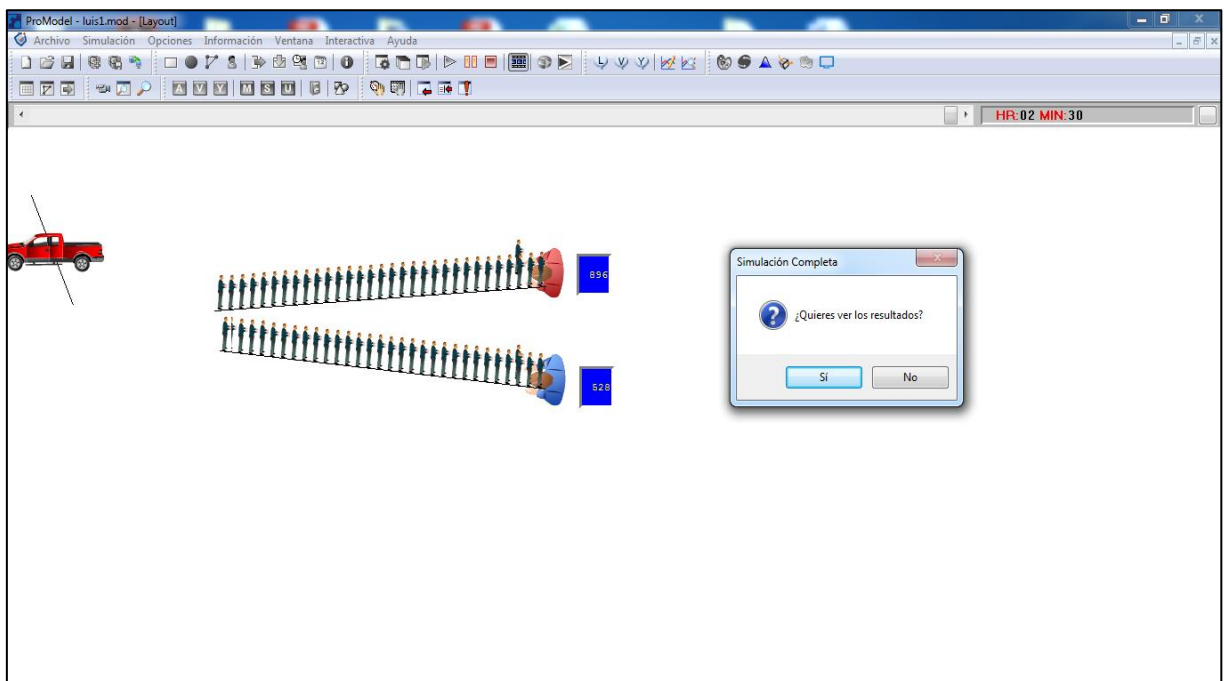 ProModel - luis1.mod - [Layout]
Archivo Simulación Opciones Información Ventana Interactiva Ayuda
HR:02 MIN:30
896
Simulación Completa
¿Quieres ver los resultados?
Sí No
528